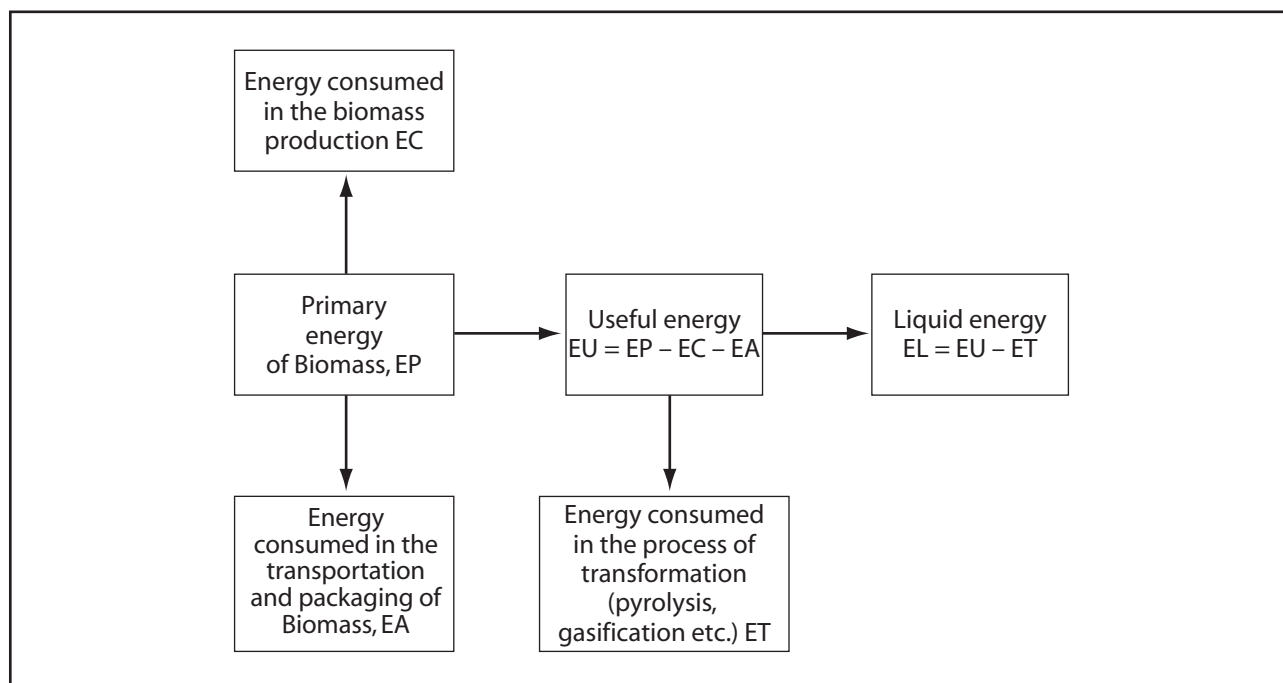 Energy consumed
in the biomass
production EC
Primary
energy
of Biomass, EP
Useful energy
EU = EP – EC – EA
Liquid energy
EL = EU – ET
Energy
consumed in the
transportation
and packaging of
Biomass, EA
Energy consumed
in the process of
transformation
(pyrolysis,
gasification etc.) ET